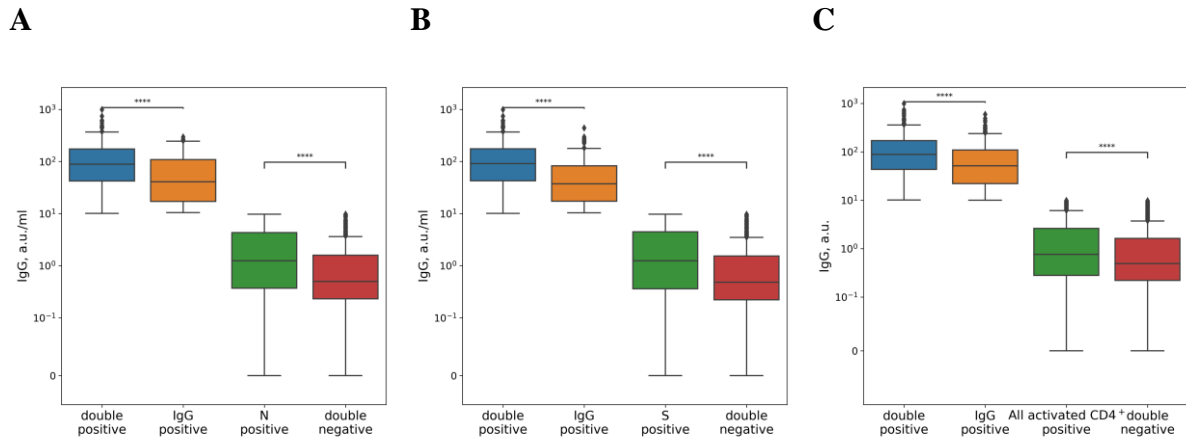 A
B
C
IgG, a.u./ml
10³
10²
10¹
10⁰
10⁻¹
0
****
****
double positive
IgG positive
N positive
double negative
IgG, a.u./ml
10³
10²
10¹
10⁰
10⁻¹
0
****
****
double positive
IgG positive
S positive
double negative
IgG, a.u.
10³
10²
10¹
10⁰
10⁻¹
0
****
****
double positive
IgG positive
All activated CD4⁺ positive
double negative